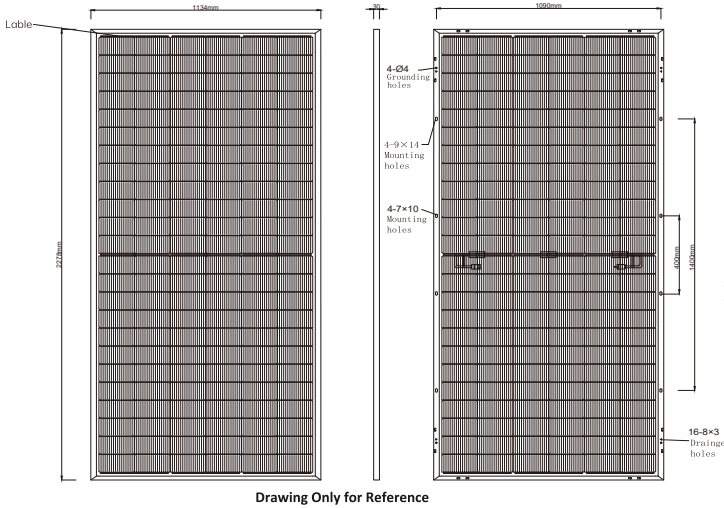 1134mm
30
1090mm
Lable
4-Ø4
Grounding
holes
4-9×14
Mounting
holes
4-7×10
Mounting
holes
2278mm
400mm
1400mm
16-8×3
Drainge
holes
Drawing Only for Reference